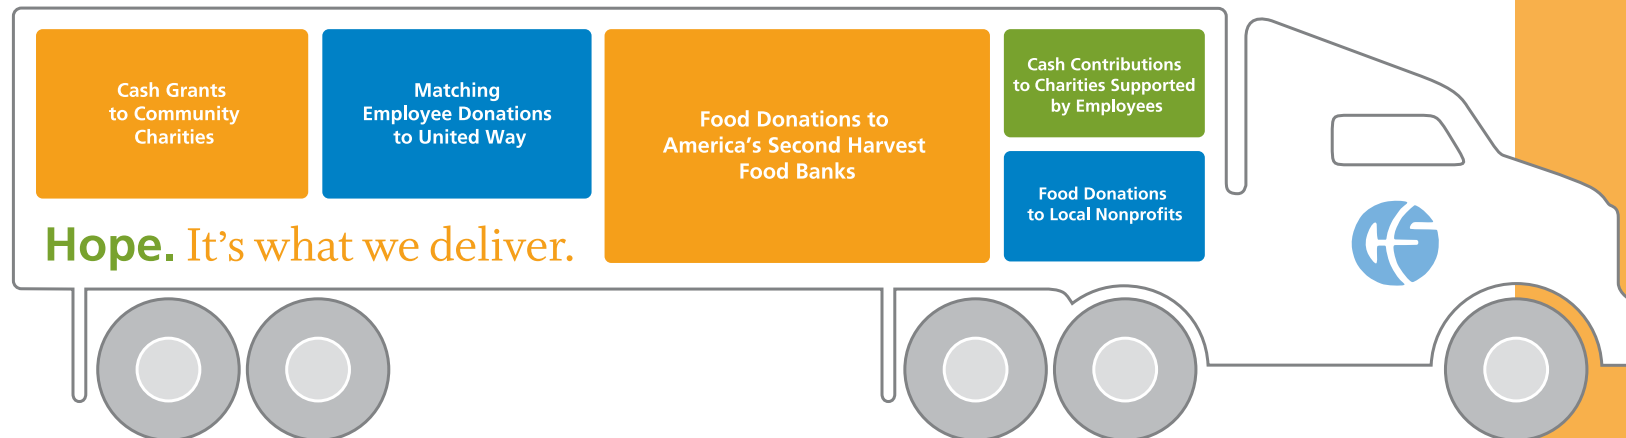 Cash Grants
to Community
Charities
Matching
Employee Donations
to United Way
Food Donations to
America's Second Harvest
Food Banks
Cash Contributions
to Charities Supported
by Employees
Food Donations
to Local Nonprofits
Hope. It's what we deliver.